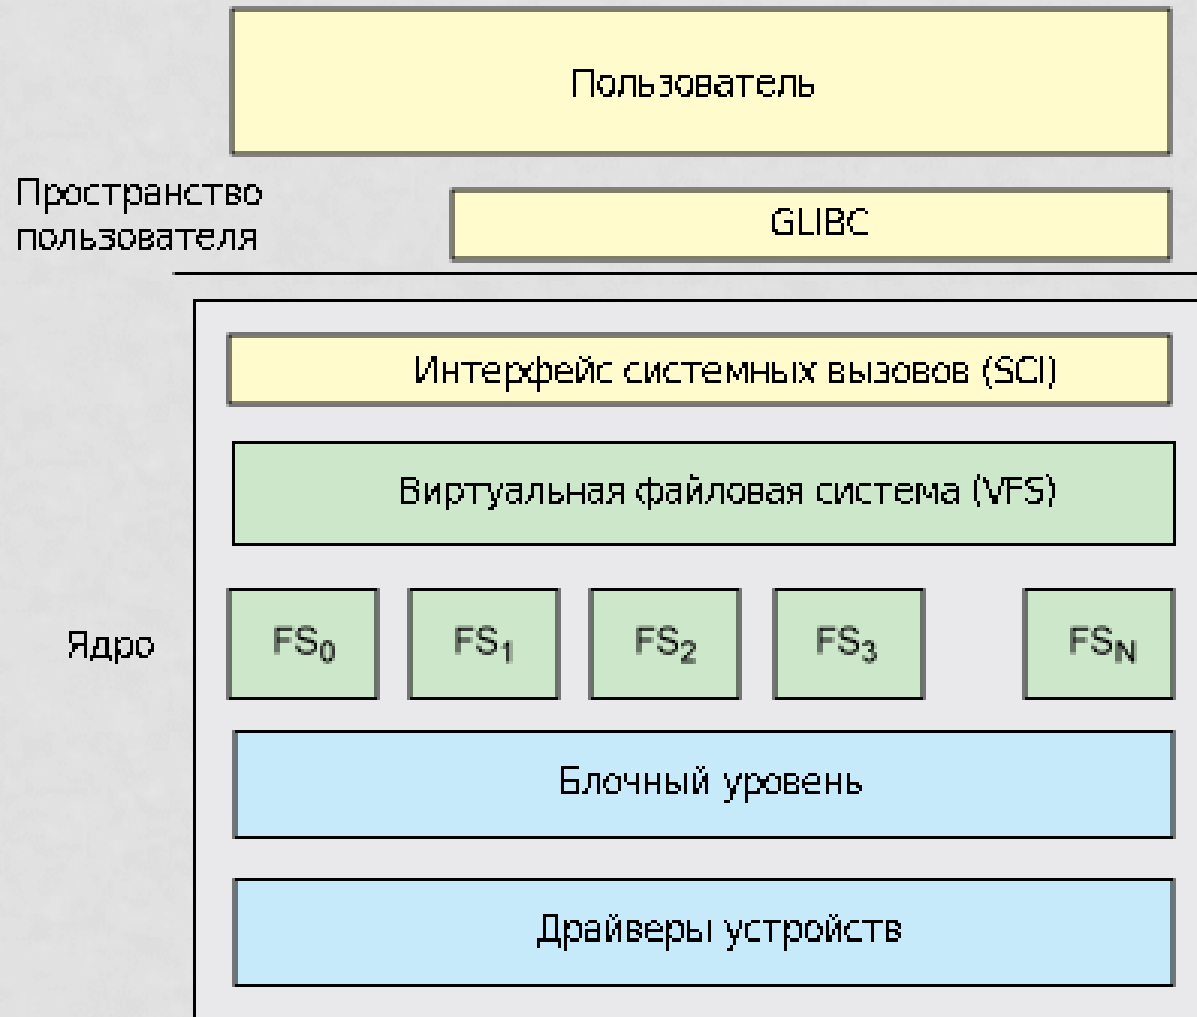 Пользователь
Пространство
пользователя
GLIBC
Интерфейс системных вызовов (SCI)
Виртуальная файловая система (VFS)
Ядро
FS₀
FS₁
FS₂
FS₃
FS_N
Блочный уровень
Драйверы устройств